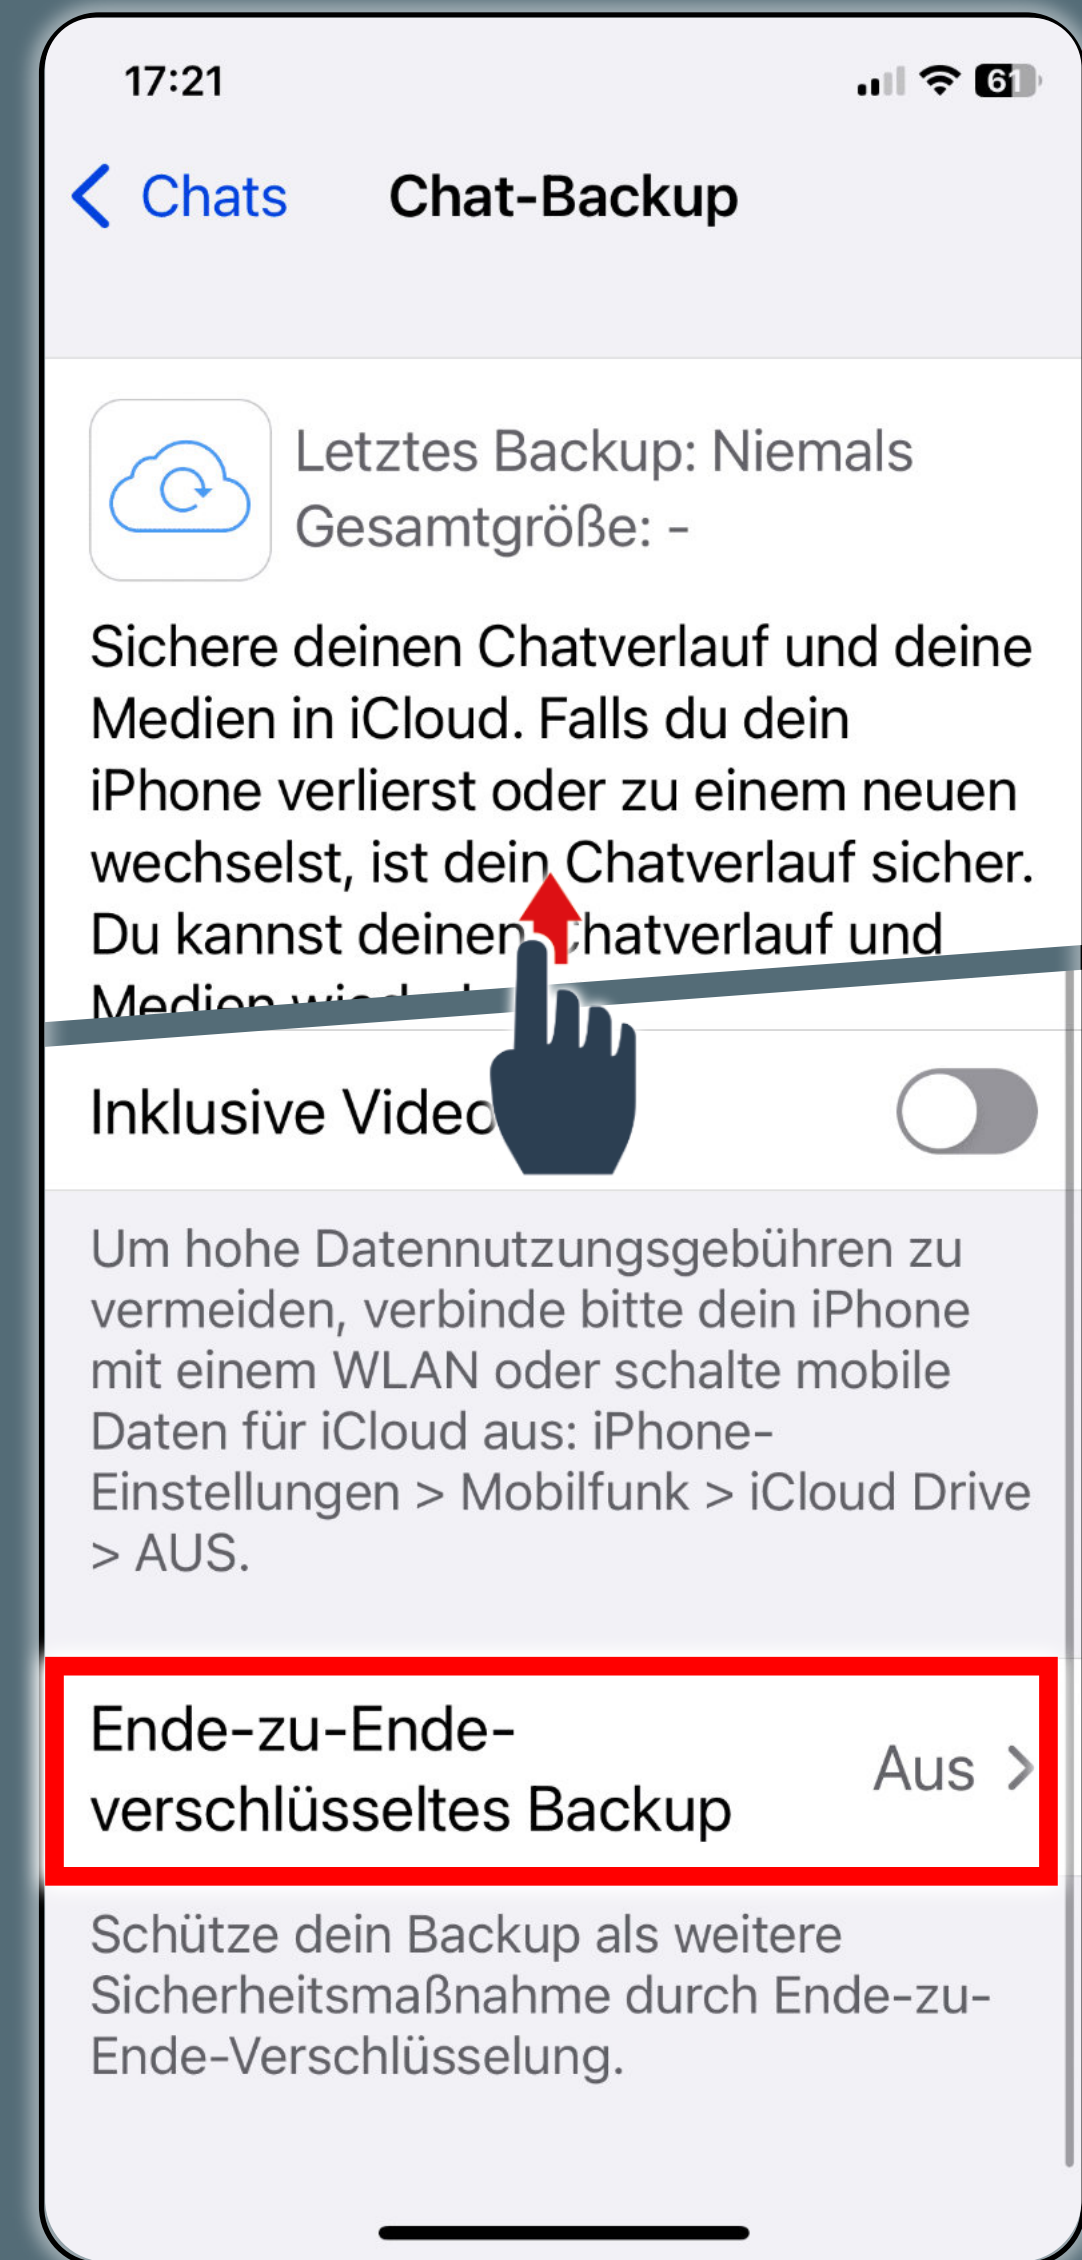 17:21
61
Chats
Chat-Backup
Letztes Backup: Niemals
Gesamtgröße: -
Sichere deinen Chatverlauf und deine
Medien in iCloud. Falls du dein
iPhone verlierst oder zu einem neuen
wechselst, ist dein Chatverlauf sicher.
Du kannst deinen Chatverlauf und
Medien
Inklusive Video
Um hohe Datennutzungsgebühren zu
vermeiden, verbinde bitte dein iPhone
mit einem WLAN oder schalte mobile
Daten für iCloud aus: iPhone-
Einstellungen > Mobilfunk > iCloud Drive
> AUS.
Ende-zu-Ende-
verschlüsseltes Backup
Aus >
Schütze dein Backup als weitere
Sicherheitsmaßnahme durch Ende-zu-
Ende-Verschlüsselung.